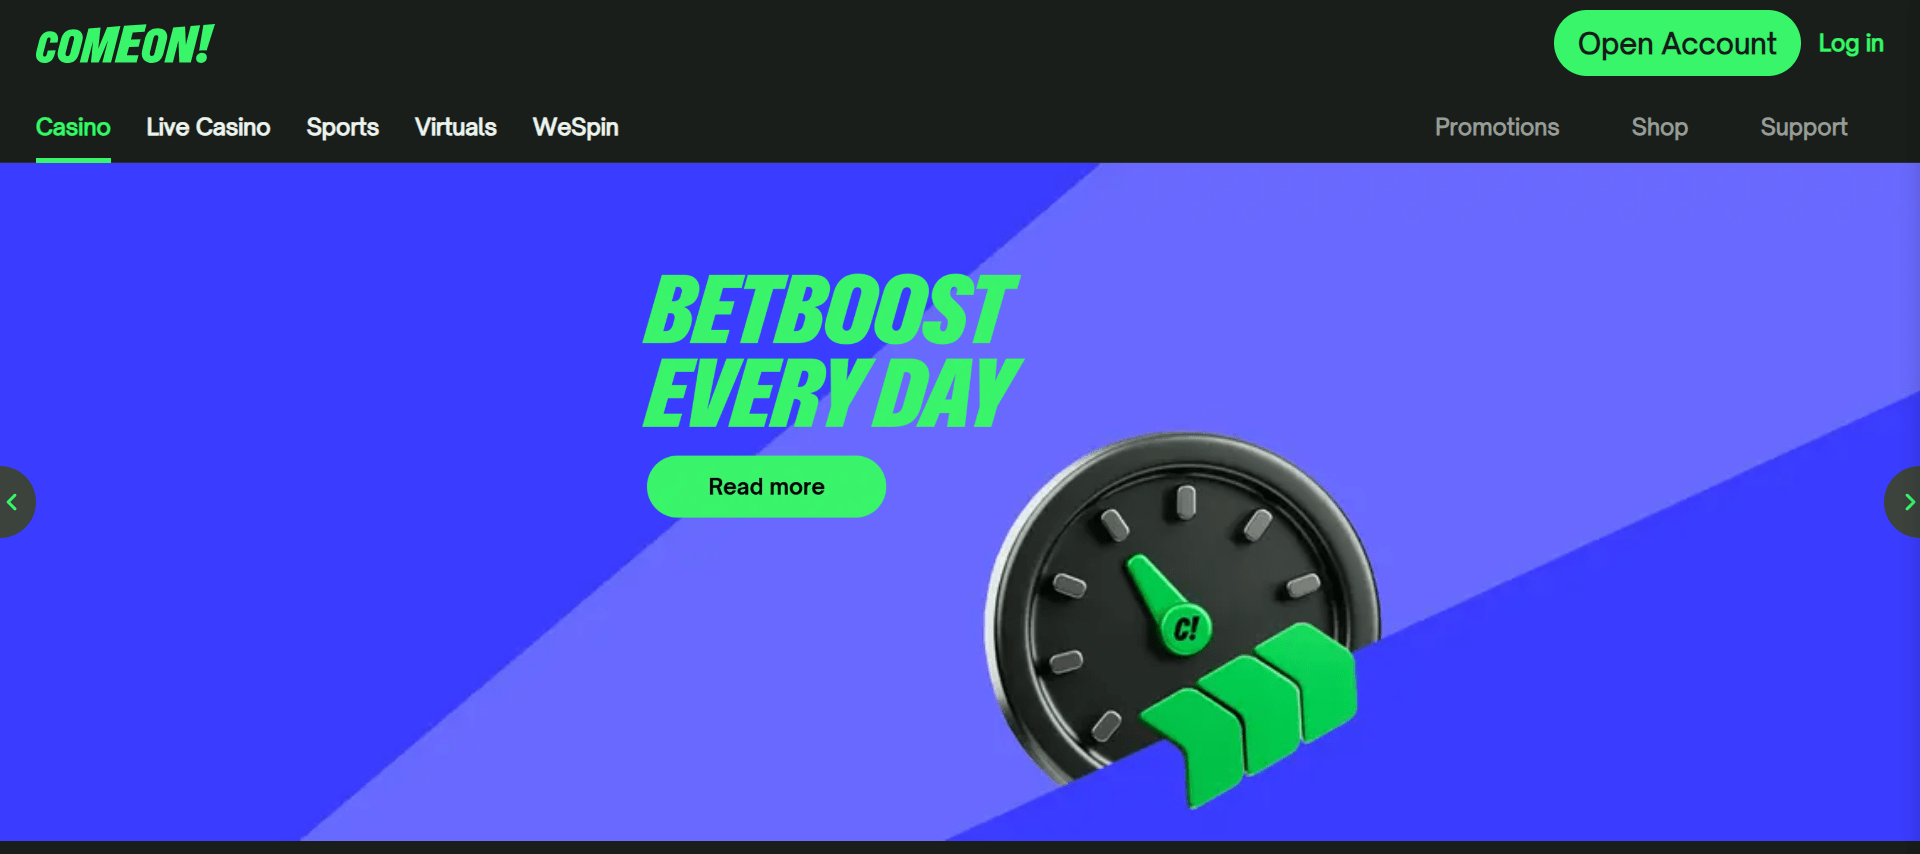 COMEON!
Open Account
Log in
Casino
Live Casino
Sports
Virtuals
WeSpin
Promotions
Shop
Support
BETBOOST
EVERY DAY
Read more
C!